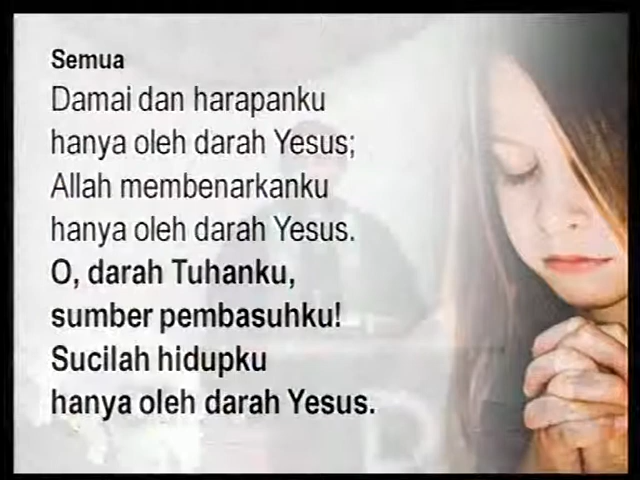 Semua
Damai dan harapanku
hanya oleh darah Yesus;
Allah membenarkanku
hanya oleh darah Yesus.
O, darah Tuhanku,
sumber pembasuhku!
Sucilah hidupku
hanya oleh darah Yesus.